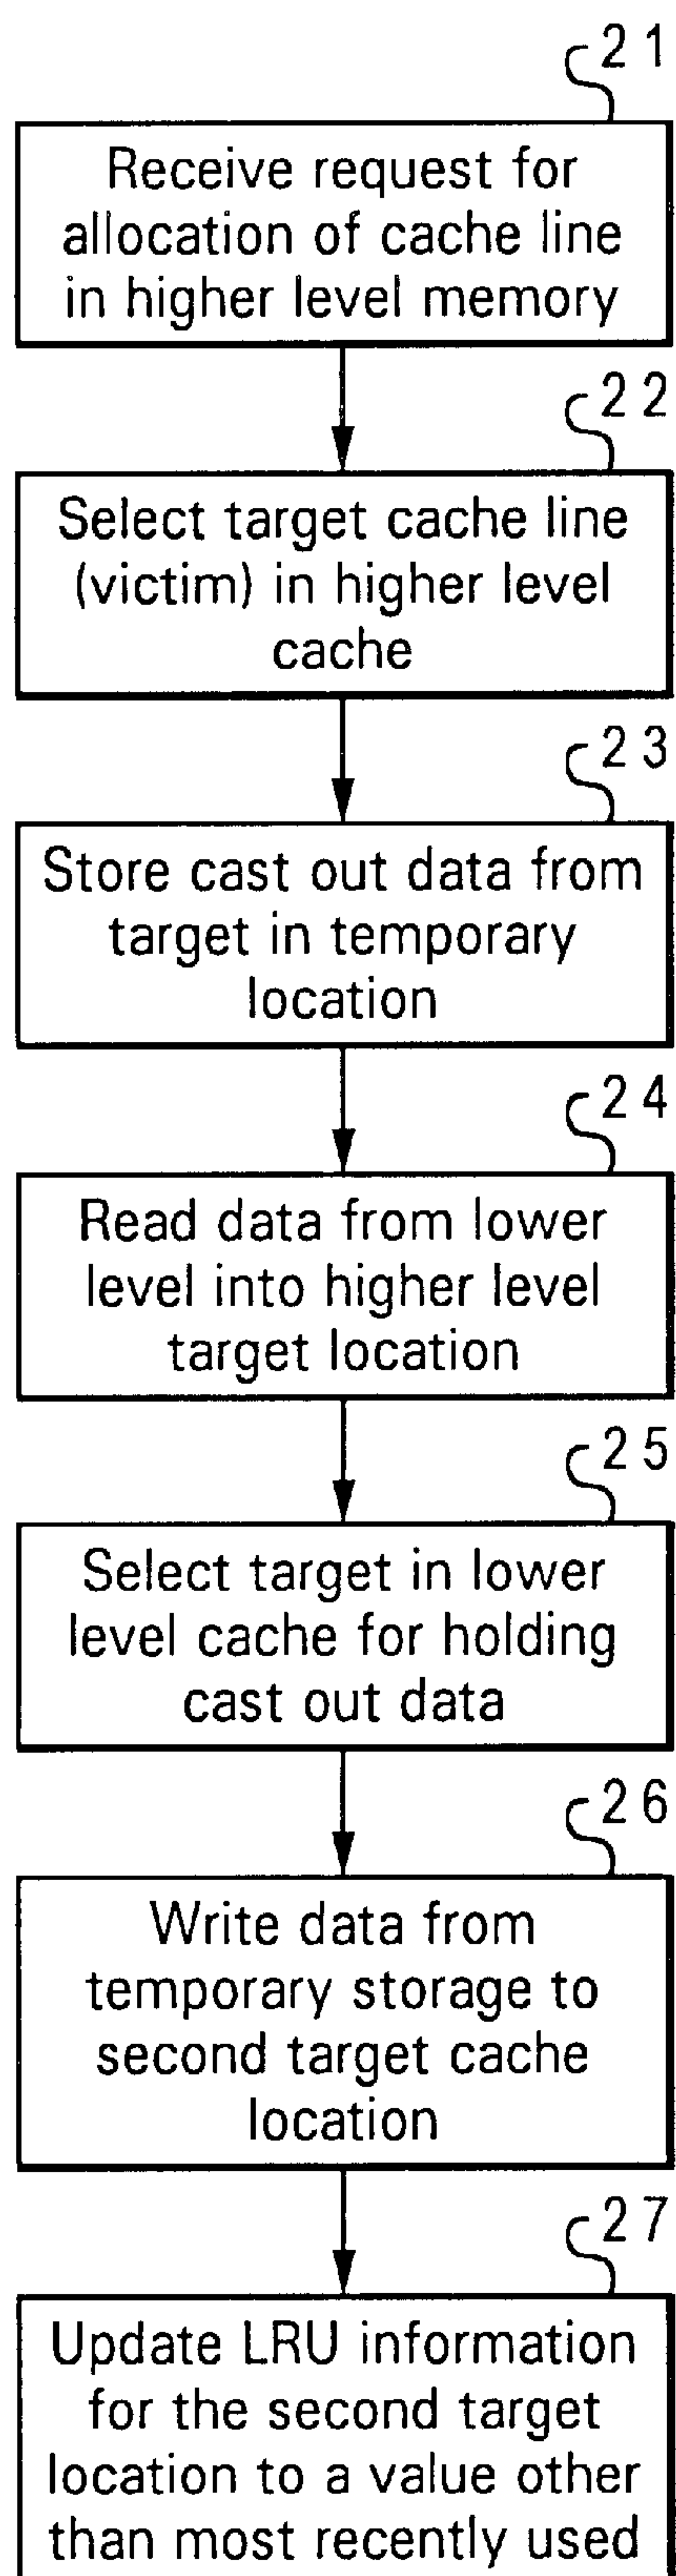 21
Receive request for
allocation of cache line
in higher level memory
22
Select target cache line
(victim) in higher level
cache
23
Store cast out data from
target in temporary
location
24
Read data from lower
level into higher level
target location
25
Select target in lower
level cache for holding
cast out data
26
Write data from
temporary storage to
second target cache
location
27
Update LRU information
for the second target
location to a value other
than most recently used